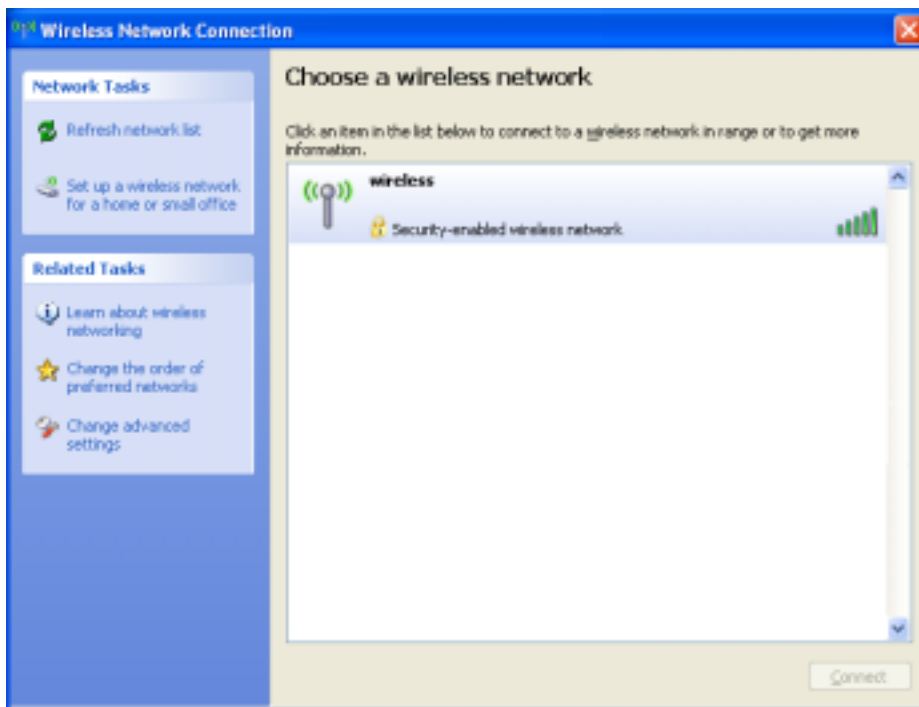 Wireless Network Connection
Network Tasks
Refresh network list
Set up a wireless network
for a home or small office
Related Tasks
Learn about wireless
networking
Change the order of
preferred networks
Change advanced
settings
Choose a wireless network
Click an item in the list below to connect to a wireless network in range or to get more
information.
wireless
Security-enabled wireless network
Connect